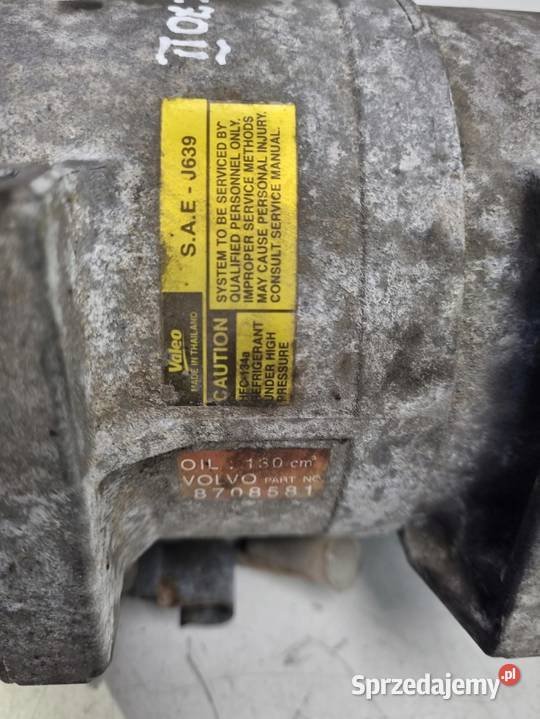 S.A.E - J639
Valeo
MADE IN THAILAND
SYSTEM TO BE SERVICED BY
QUALIFIED PERSONNEL ONLY.
IMPROPER SERVICE METHODS
MAY CAUSE PERSONAL INJURY.
CONSULT SERVICE MANUAL.
CAUTION
HFC 134a
REFRIGERANT
UNDER HIGH
PRESSURE
OIL : 130 cm³
VOLVO PART NO
8708581
Sprzedajemy.pl